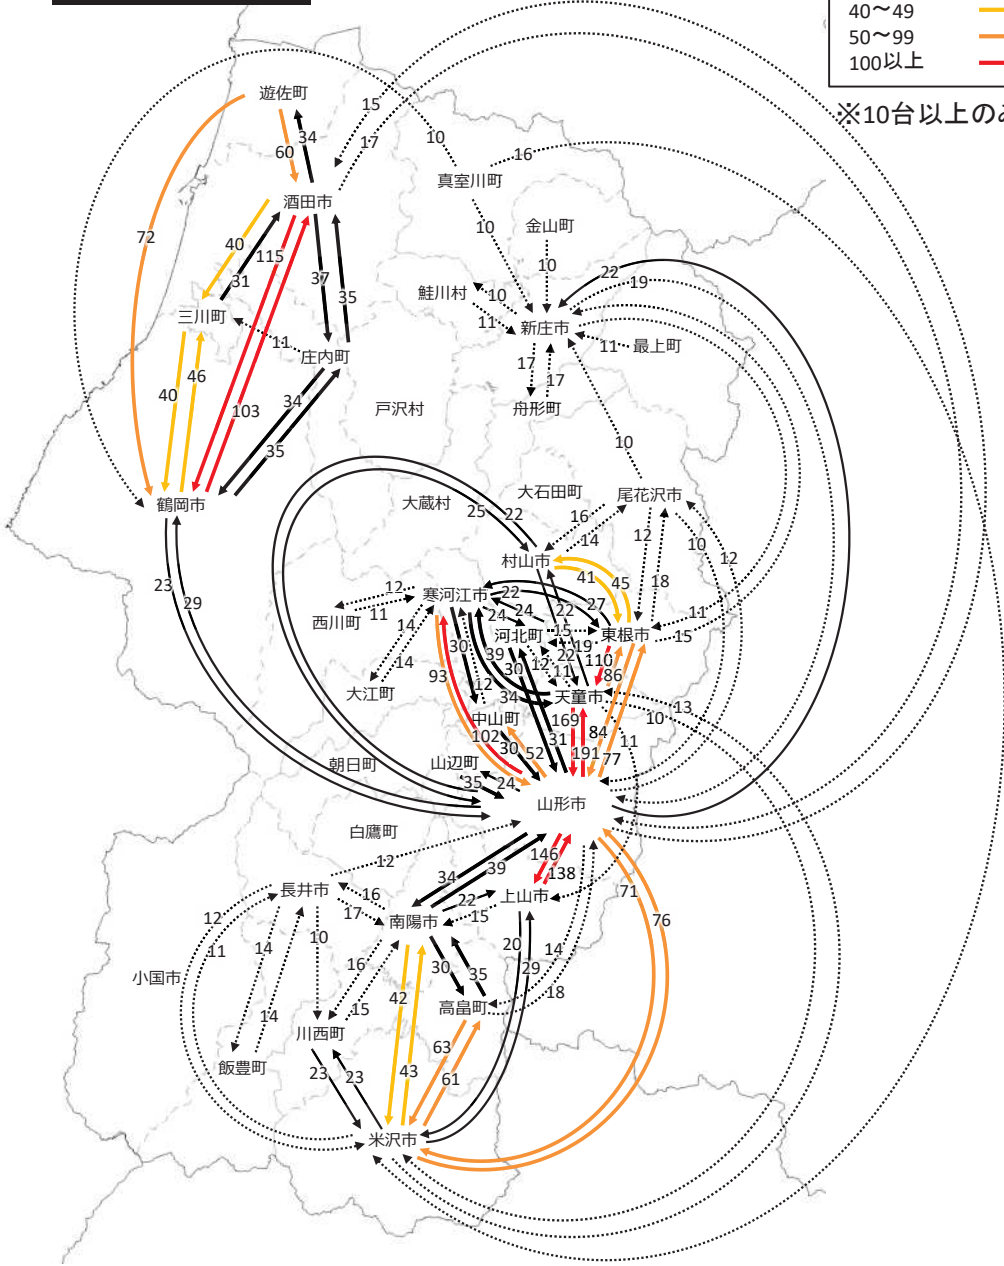 40～49
50～99
100以上
※10台以上のみ
遊佐町
15
34
17
10
60
16
真室川町
酒田市
72
10
金山町
40
115
10
31
37
22
19
鮭川村
10
35
三川町
11
新庄市
11
11
最上町
庄内町
17
46
17
40
34
戸沢村
舟形町
103
35
10
大石田町
尾花沢市
大蔵村
鶴岡市
25
22
16
14
12
10
12
村山市
41
45
18
23
29
12
寒河江市
22
11
西川町
11
24
24
22
27
14
河北町
15
東根市
15
30
39
19
14
93
30
12
22
11
110
86
大江町
12
34
天童市
13
中山町
169
10
102
30
31
84
11
52
191
77
朝日町
山辺町
35
24
山形市
白鷹町
146
12
39
138
34
71
長井市
16
22
上山市
12
17
15
76
南陽市
11
14
10
20
14
16
30
35
29
小国市
42
18
15
高畠町
14
川西町
63
飯豊町
23
23
43
61
米沢市